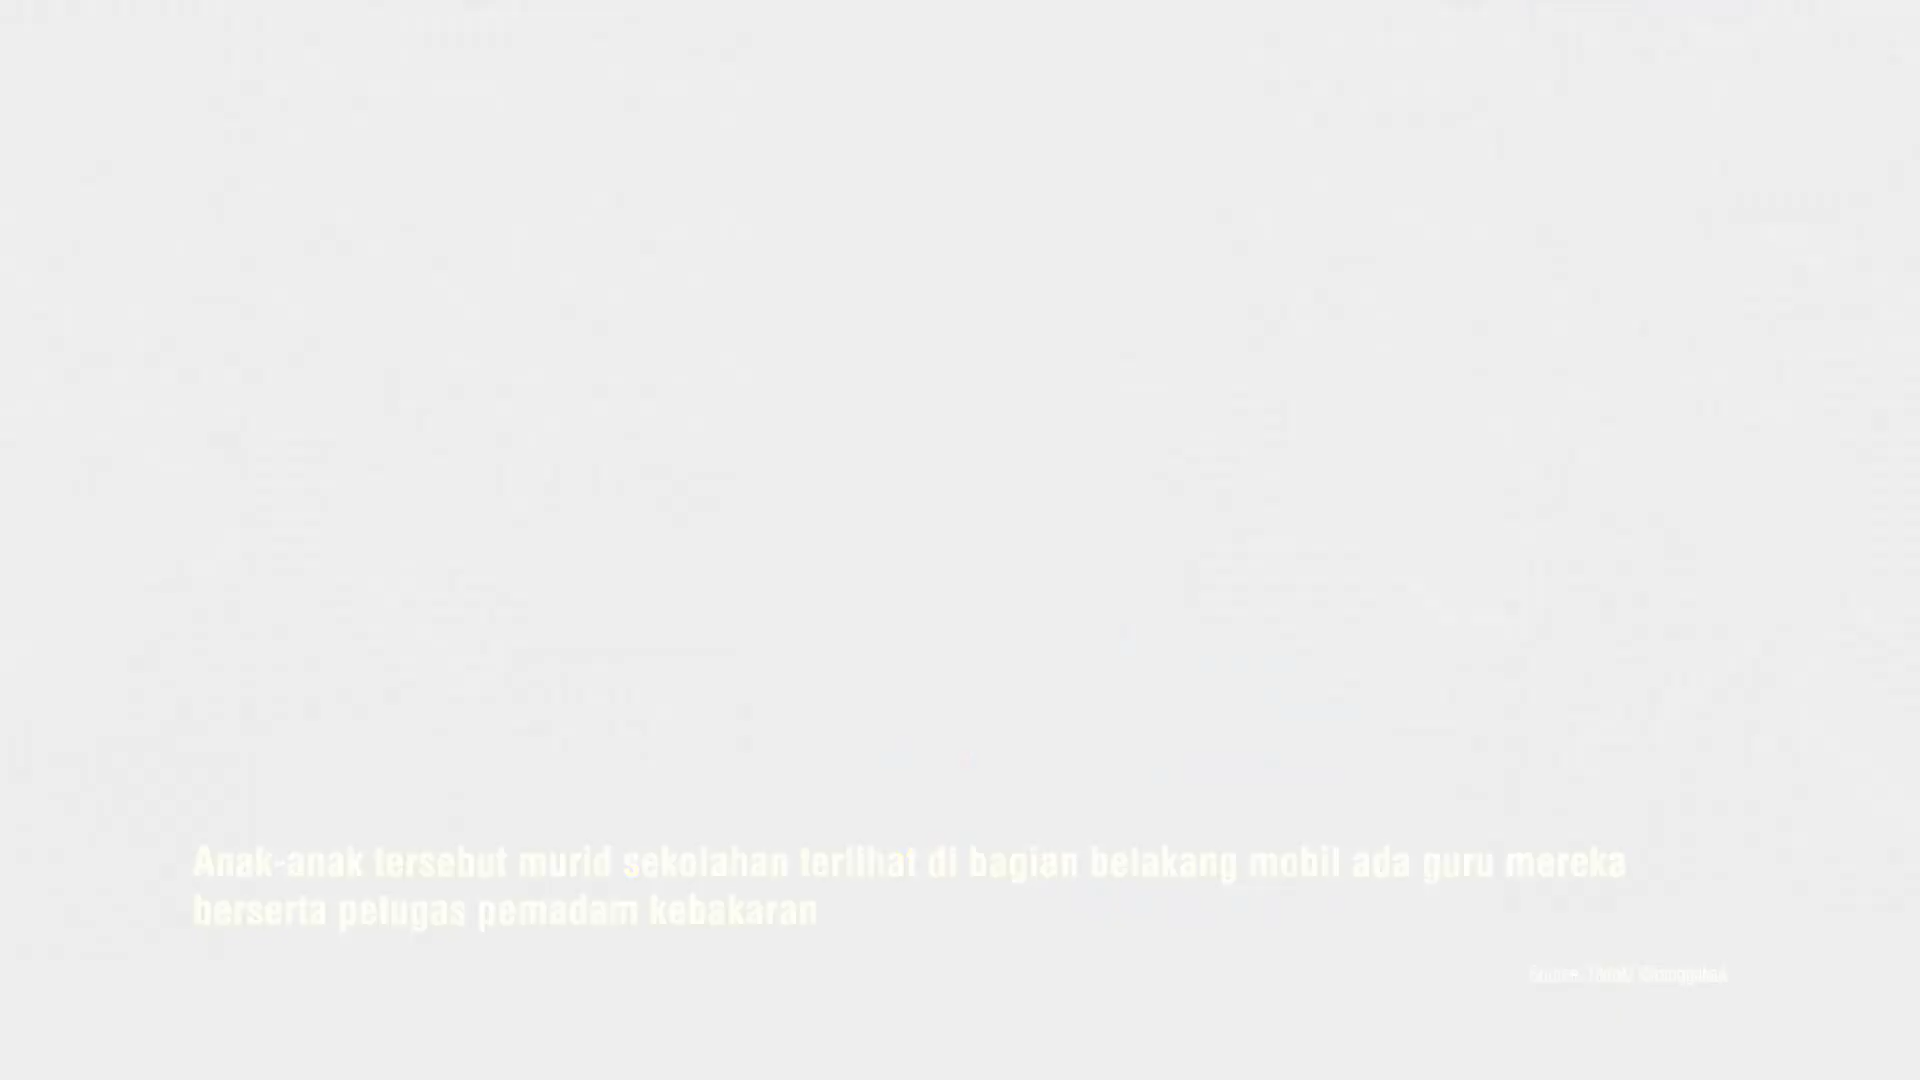 Anak-anak tersebut murid sekolahan terlihat di bagian belakang mobil ada guru mereka
berserta petugas pemadam kebakaran